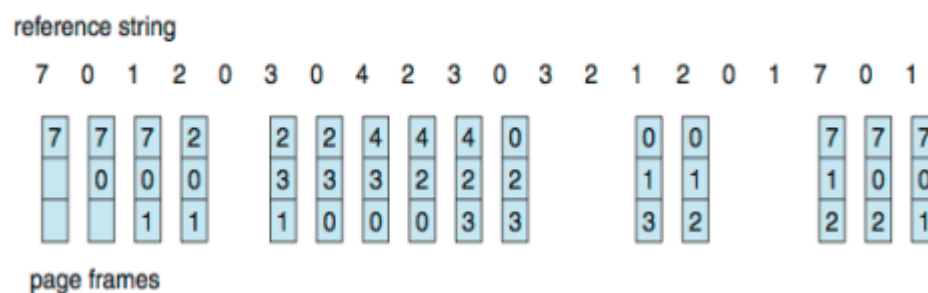 reference string
7 0 1 2 0 3 0 4 2 3 0 3 2 1 2 0 1 7 0 1
7 7 7 2 2 2 4 4 4 0 0 0 7 7 7
0 0 0 3 3 3 2 2 2 1 1 1 0 0
1 1 1 0 0 0 3 3 3 2 2 2 1
page frames